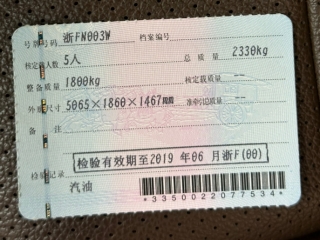 号牌号码 浙FN003W 档案编号
核定载人数 5人 总质量 2330kg
整备质量 1800kg 核定载质量 --
外廓尺寸 5065×1860×1467mm 准牵引总质量 --
备注
检验有效期至2019 年06 月浙F(00)
检验记录
汽油
*3350022077534*